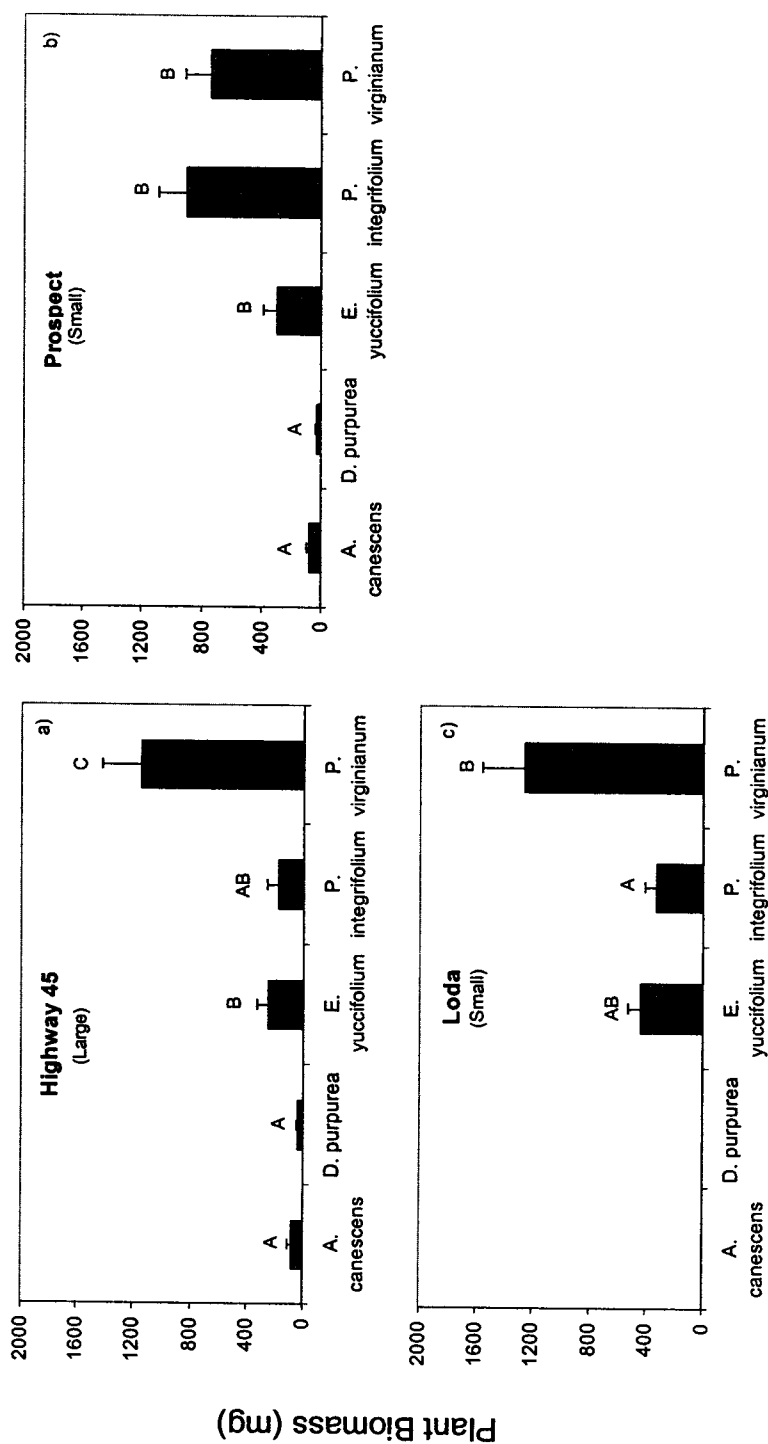 Plant Biomass (mg)
Highway 45
(Large)
a)
2000
1600
1200
800
400
0
A
A
B
AB
C
A. D. purpurea E. P. P.
canescens yuccifolium integrifolium virginianum
Prospect
(Small)
b)
2000
1600
1200
800
400
0
A
A
B
B
B
A. D. purpurea E. P. P.
canescens yuccifolium integrifolium virginianum
Loda
(Small)
c)
2000
1600
1200
800
400
0
AB
A
B
A. D. purpurea E. P. P.
canescens yuccifolium integrifolium virginianum